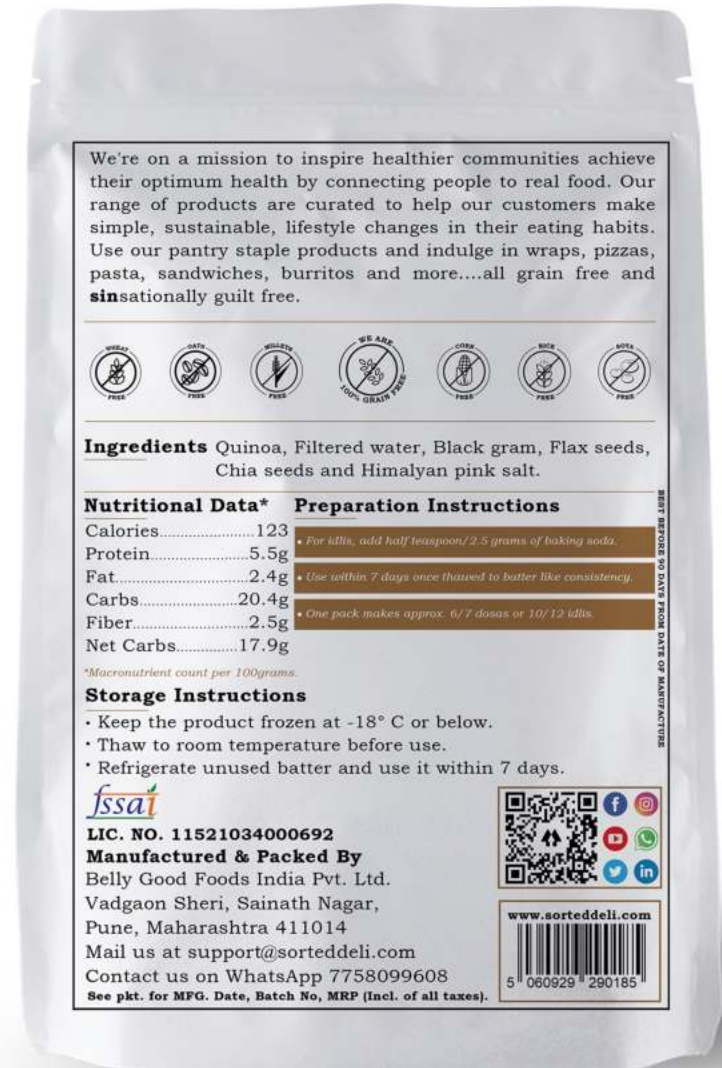 We're on a mission to inspire healthier communities achieve
their optimum health by connecting people to real food. Our
range of products are curated to help our customers make
simple, sustainable, lifestyle changes in their eating habits.
Use our pantry staple products and indulge in wraps, pizzas,
pasta, sandwiches, burritos and more....all grain free and
sinsationally guilt free.
WHEAT FREE
OATS FREE
MILLETS FREE
WE ARE 100% GRAIN FREE
CORN FREE
RICE FREE
SOYA FREE
Ingredients Quinoa, Filtered water, Black gram, Flax seeds,
Chia seeds and Himalyan pink salt.
Nutritional Data*
Calories......................123
Protein.......................5.5g
Fat...............................2.4g
Carbs.......................20.4g
Fiber............................2.5g
Net Carbs..............17.9g
*Macronutrient count per 100grams.
Preparation Instructions
• For idlis, add half teaspoon/2.5 grams of baking soda.
• Use within 7 days once thawed to batter like consistency.
• One pack makes approx. 6/7 dosas or 10/12 idlis.
BEST BEFORE 90 DAYS FROM DATE OF MANUFACTURE
Storage Instructions
• Keep the product frozen at -18° C or below.
• Thaw to room temperature before use.
• Refrigerate unused batter and use it within 7 days.
fssai
LIC. NO. 11521034000692
Manufactured & Packed By
Belly Good Foods India Pvt. Ltd.
Vadgaon Sheri, Sainath Nagar,
Pune, Maharashtra 411014
Mail us at support@sorteddeli.com
Contact us on WhatsApp 7758099608
See pkt. for MFG. Date, Batch No, MRP (Incl. of all taxes).
www.sorteddeli.com
5 060929 290185